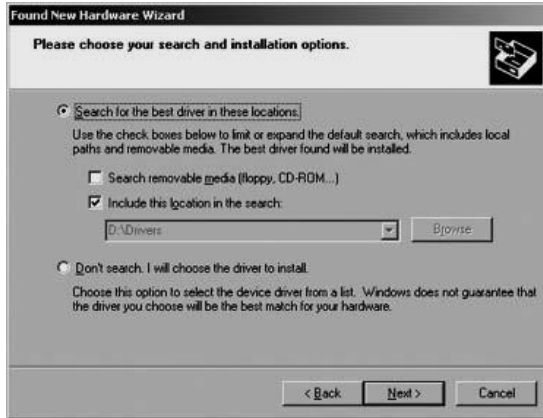 Found New Hardware Wizard
Please choose your search and installation options.
Search for the best driver in these locations.
Use the check boxes below to limit or expand the default search, which includes local
paths and removable media. The best driver found will be installed.
Search removable media (floppy, CD-ROM...)
Include this location in the search:
D:\Drivers
Browse
Don't search. I will choose the driver to install.
Choose this option to select the device driver from a list. Windows does not guarantee that
the driver you choose will be the best match for your hardware.
< Back
Next >
Cancel